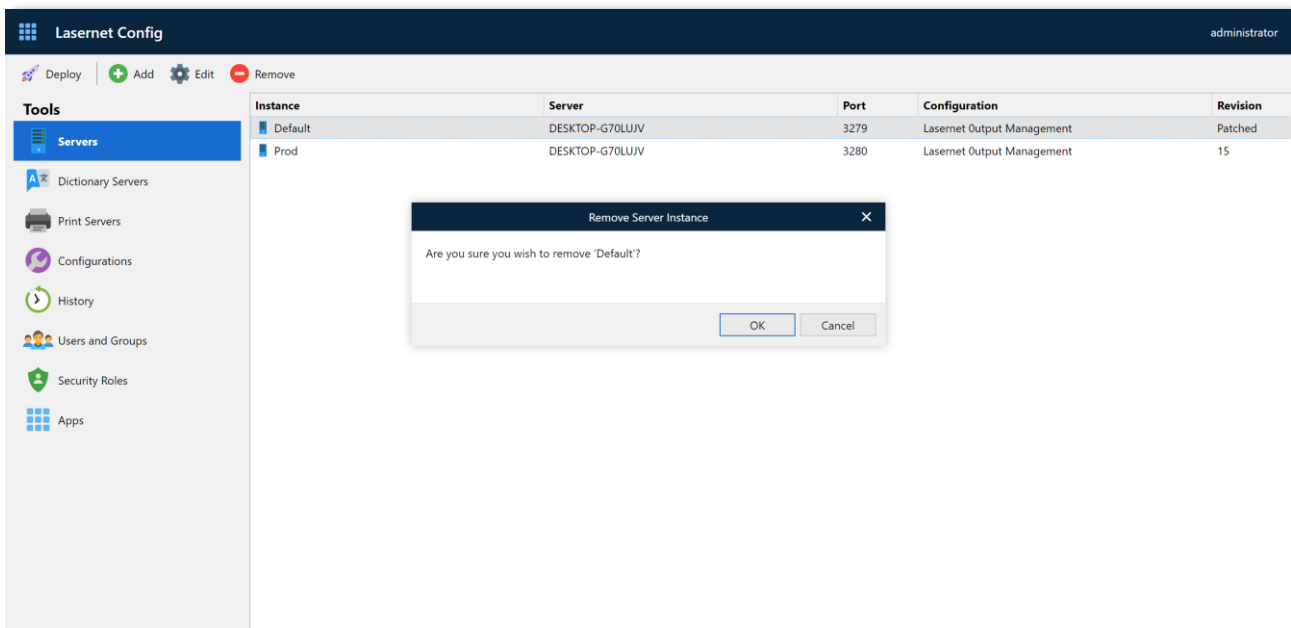 Lasernet Config
administrator
Deploy Add Edit Remove
Tools
Servers
Dictionary Servers
Print Servers
Configurations
History
Users and Groups
Security Roles
Apps
Instance Server Port Configuration Revision
Default DESKTOP-G70LUJV 3279 Lasernet 0utput Management Patched
Prod DESKTOP-G70LUJV 3280 Lasernet 0utput Management 15
Remove Server Instance
Are you sure you wish to remove 'Default'?
OK Cancel